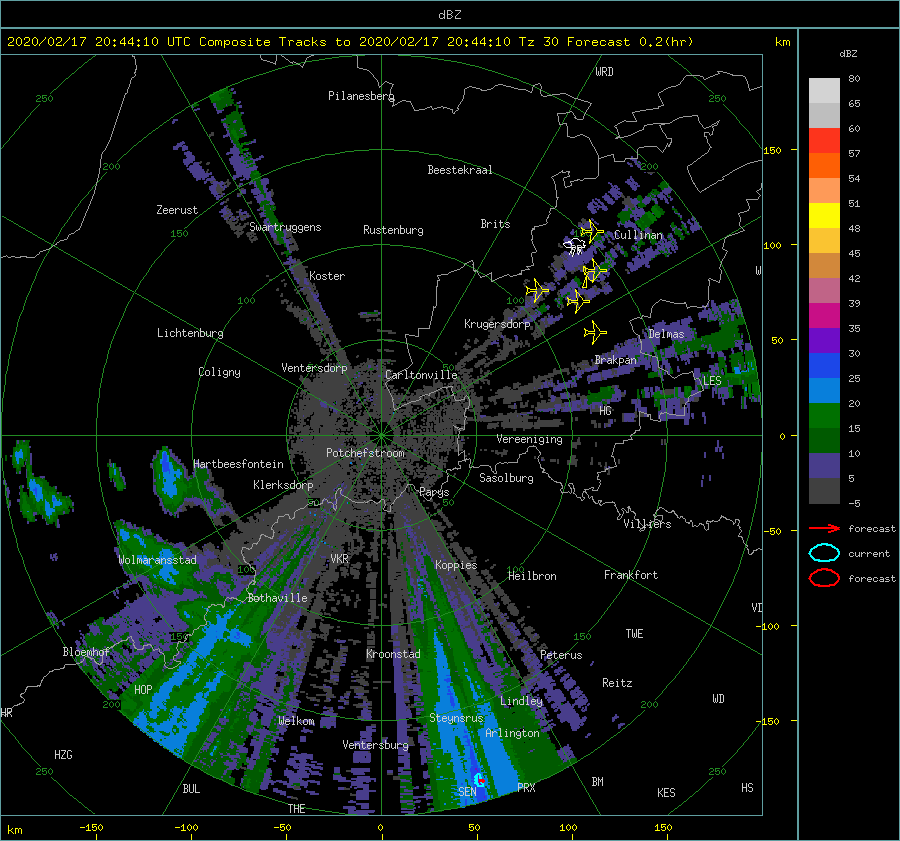 dBZ
2020/02/17 20:44:10 UTC Composite Tracks to 2020/02/17 20:44:10 Tz 30 Forecast 0.2(hr)
km
dBZ
WRD
80
Pilanesberg
250
250
65
60
150
57
200
200
Beestekraal
54
Zeerust
51
Swartruggens
Rustenburg
Brits
150
Cullinan
48
100
45
Koster
42
100
100
39
Krugersdorp
Lichtenburg
Delmas
35
50
Brakpan
30
Coligny
Ventersdorp
Carltonville
50
LES
25
20
HG
15
0
Vereeniging
10
Potchefstroom
Hartbeesfontein
5
Klerksdorp
Sasolburg
Parys
-5
50
50
Villiers
-50
forecast
current
Wolmaransstad
VKR
Koppies
100
100
Heilbron
Frankfort
forecast
Bothaville
-100
150
150
TWE
Bloemhof
Kroonstad
Peterus
HOP
Reitz
WD
200
Lindley
200
HR
Steynsrus
-150
Welkom
Arlington
Ventersburg
HZG
250
250
BUL
SEN
PRX
BM
KES
HS
THE
km
-150
-100
-50
0
50
100
150